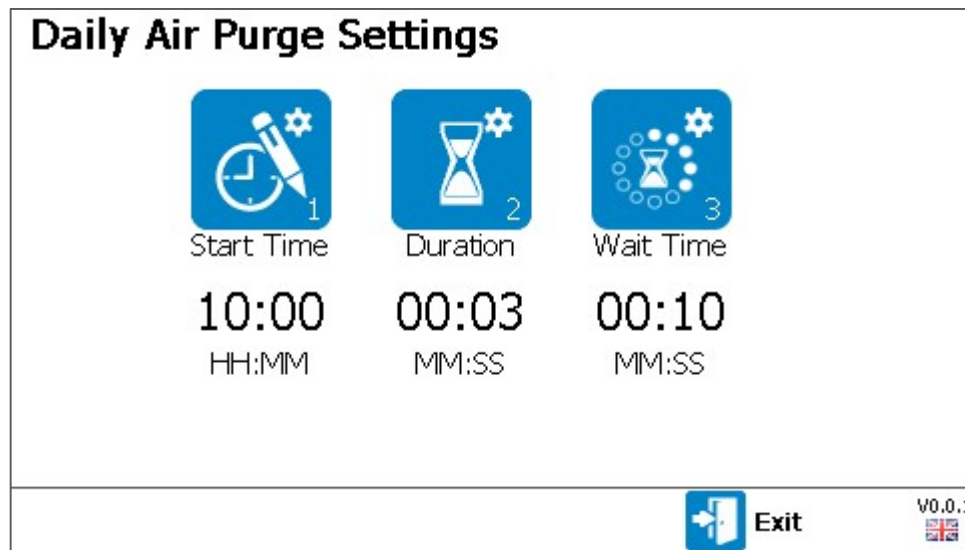 Daily Air Purge Settings
1 2 3
Start Time Duration Wait Time
10:00 00:03 00:10
HH:MM MM:SS MM:SS
Exit
V0.0.